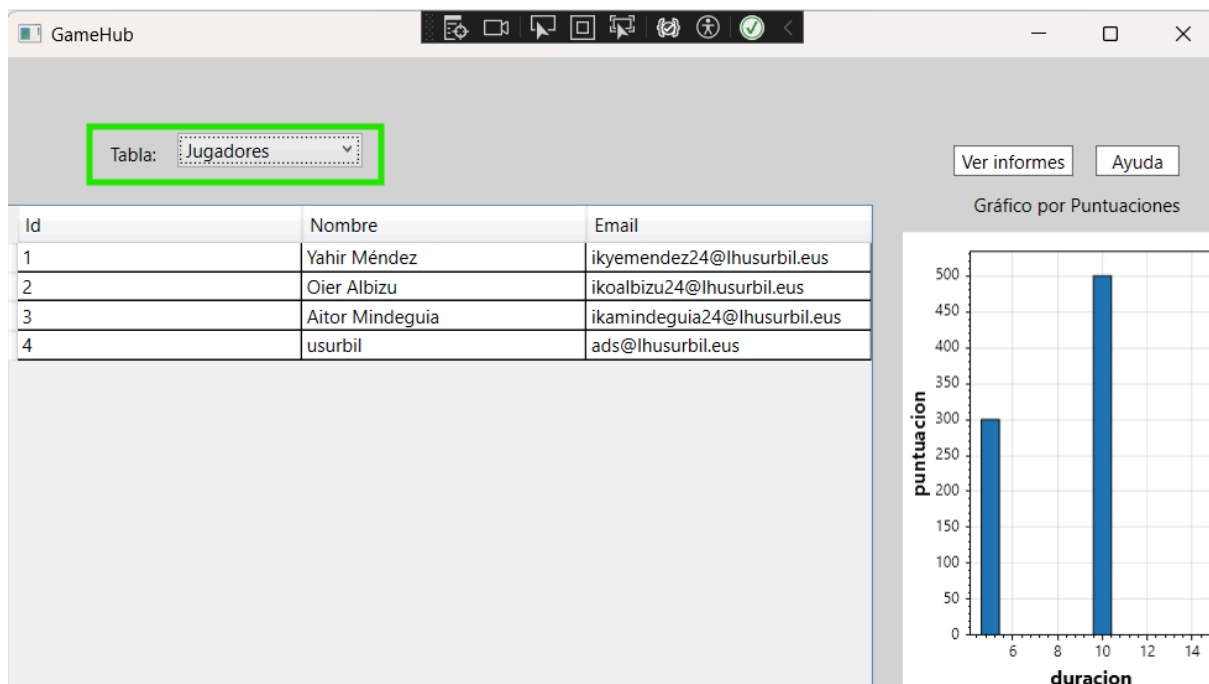 GameHub
Tabla: Jugadores
Ver informes Ayuda
Gráfico por Puntuaciones
Id Nombre Email
1 Yahir Méndez ikyemendez24@lhusurbil.eus
2 Oier Albizu ikoalbizu24@lhusurbil.eus
3 Aitor Mindeguia ikamindeguia24@lhusurbil.eus
4 usurbil ads@lhusurbil.eus
puntuacion
500
450
400
350
300
250
200
150
100
50
0
6 8 10 12 14
duracion